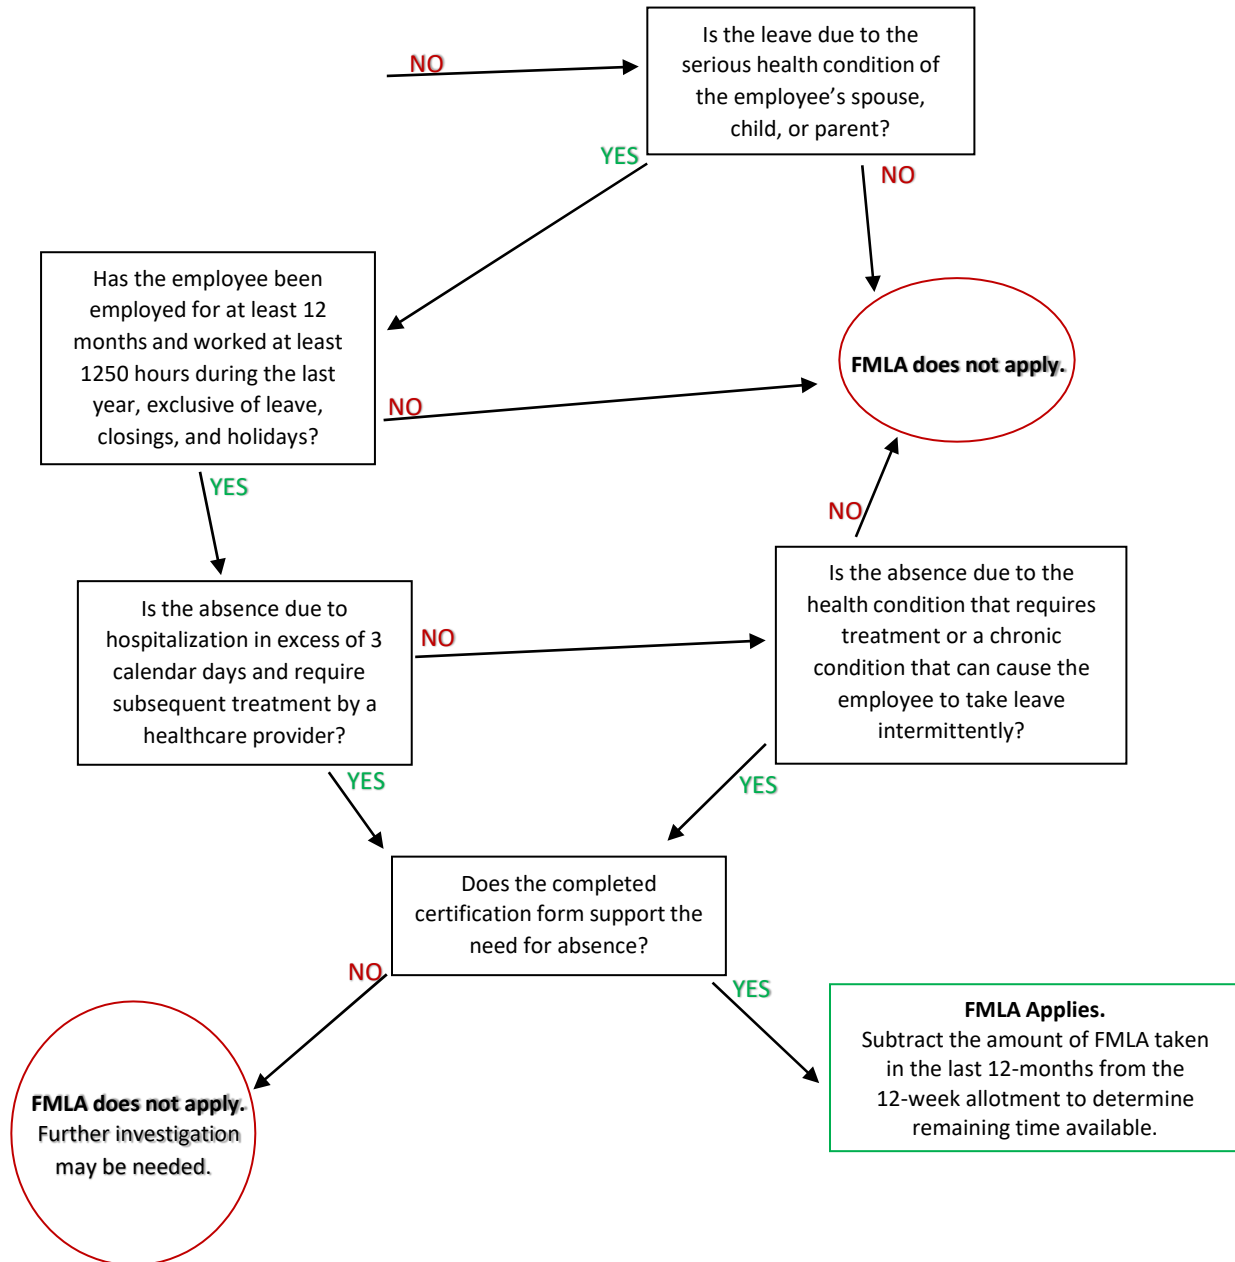 NO
Is the leave due to the
serious health condition of
the employee’s spouse,
child, or parent?
YES
NO
Has the employee been
employed for at least 12
months and worked at least
1250 hours during the last
year, exclusive of leave,
closings, and holidays?
FMLA does not apply.
NO
YES
NO
Is the absence due to
hospitalization in excess of 3
calendar days and require
subsequent treatment by a
healthcare provider?
NO
Is the absence due to the
health condition that requires
treatment or a chronic
condition that can cause the
employee to take leave
intermittently?
YES
YES
Does the completed
certification form support the
need for absence?
NO
YES
FMLA does not apply.
Further investigation
may be needed.
FMLA Applies.
Subtract the amount of FMLA taken
in the last 12-months from the
12-week allotment to determine
remaining time available.